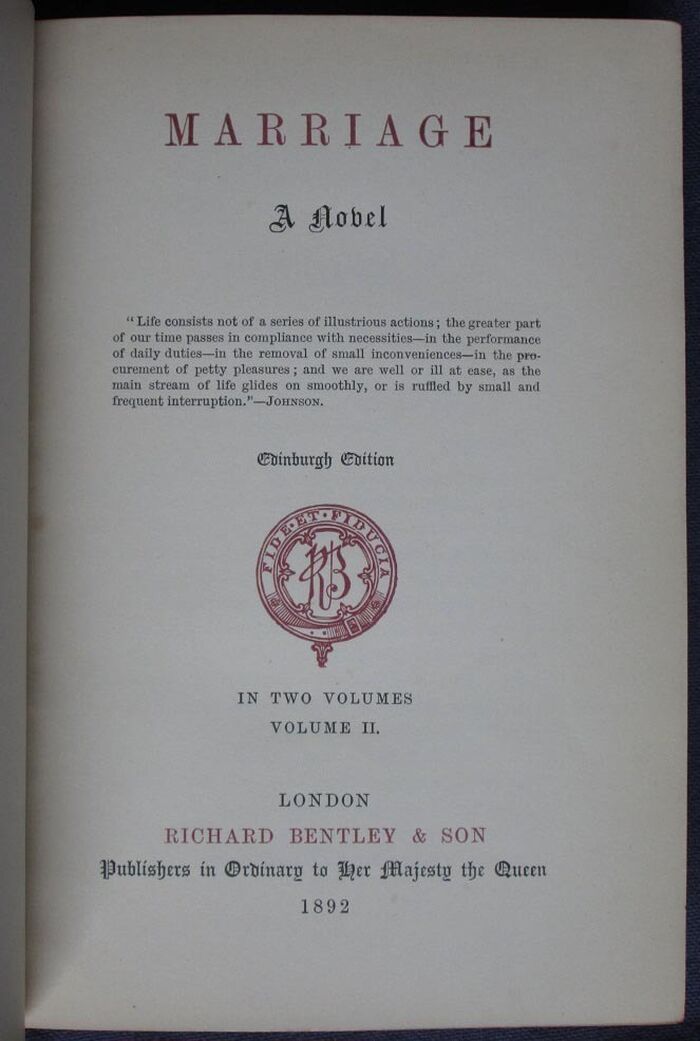 MARRIAGE
A Novel
"Life consists not of a series of illustrious actions; the greater part
of our time passes in compliance with necessities—in the performance
of daily duties—in the removal of small inconveniences—in the pro-
curement of petty pleasures; and we are well or ill at ease, as the
main stream of life glides on smoothly, or is ruffled by small and
frequent interruption."—JOHNSON.
Edinburgh Edition
FIDE·ET·FIDUCIA
RB
IN TWO VOLUMES
VOLUME II.
LONDON
RICHARD BENTLEY & SON
Publishers in Ordinary to Her Majesty the Queen
1892